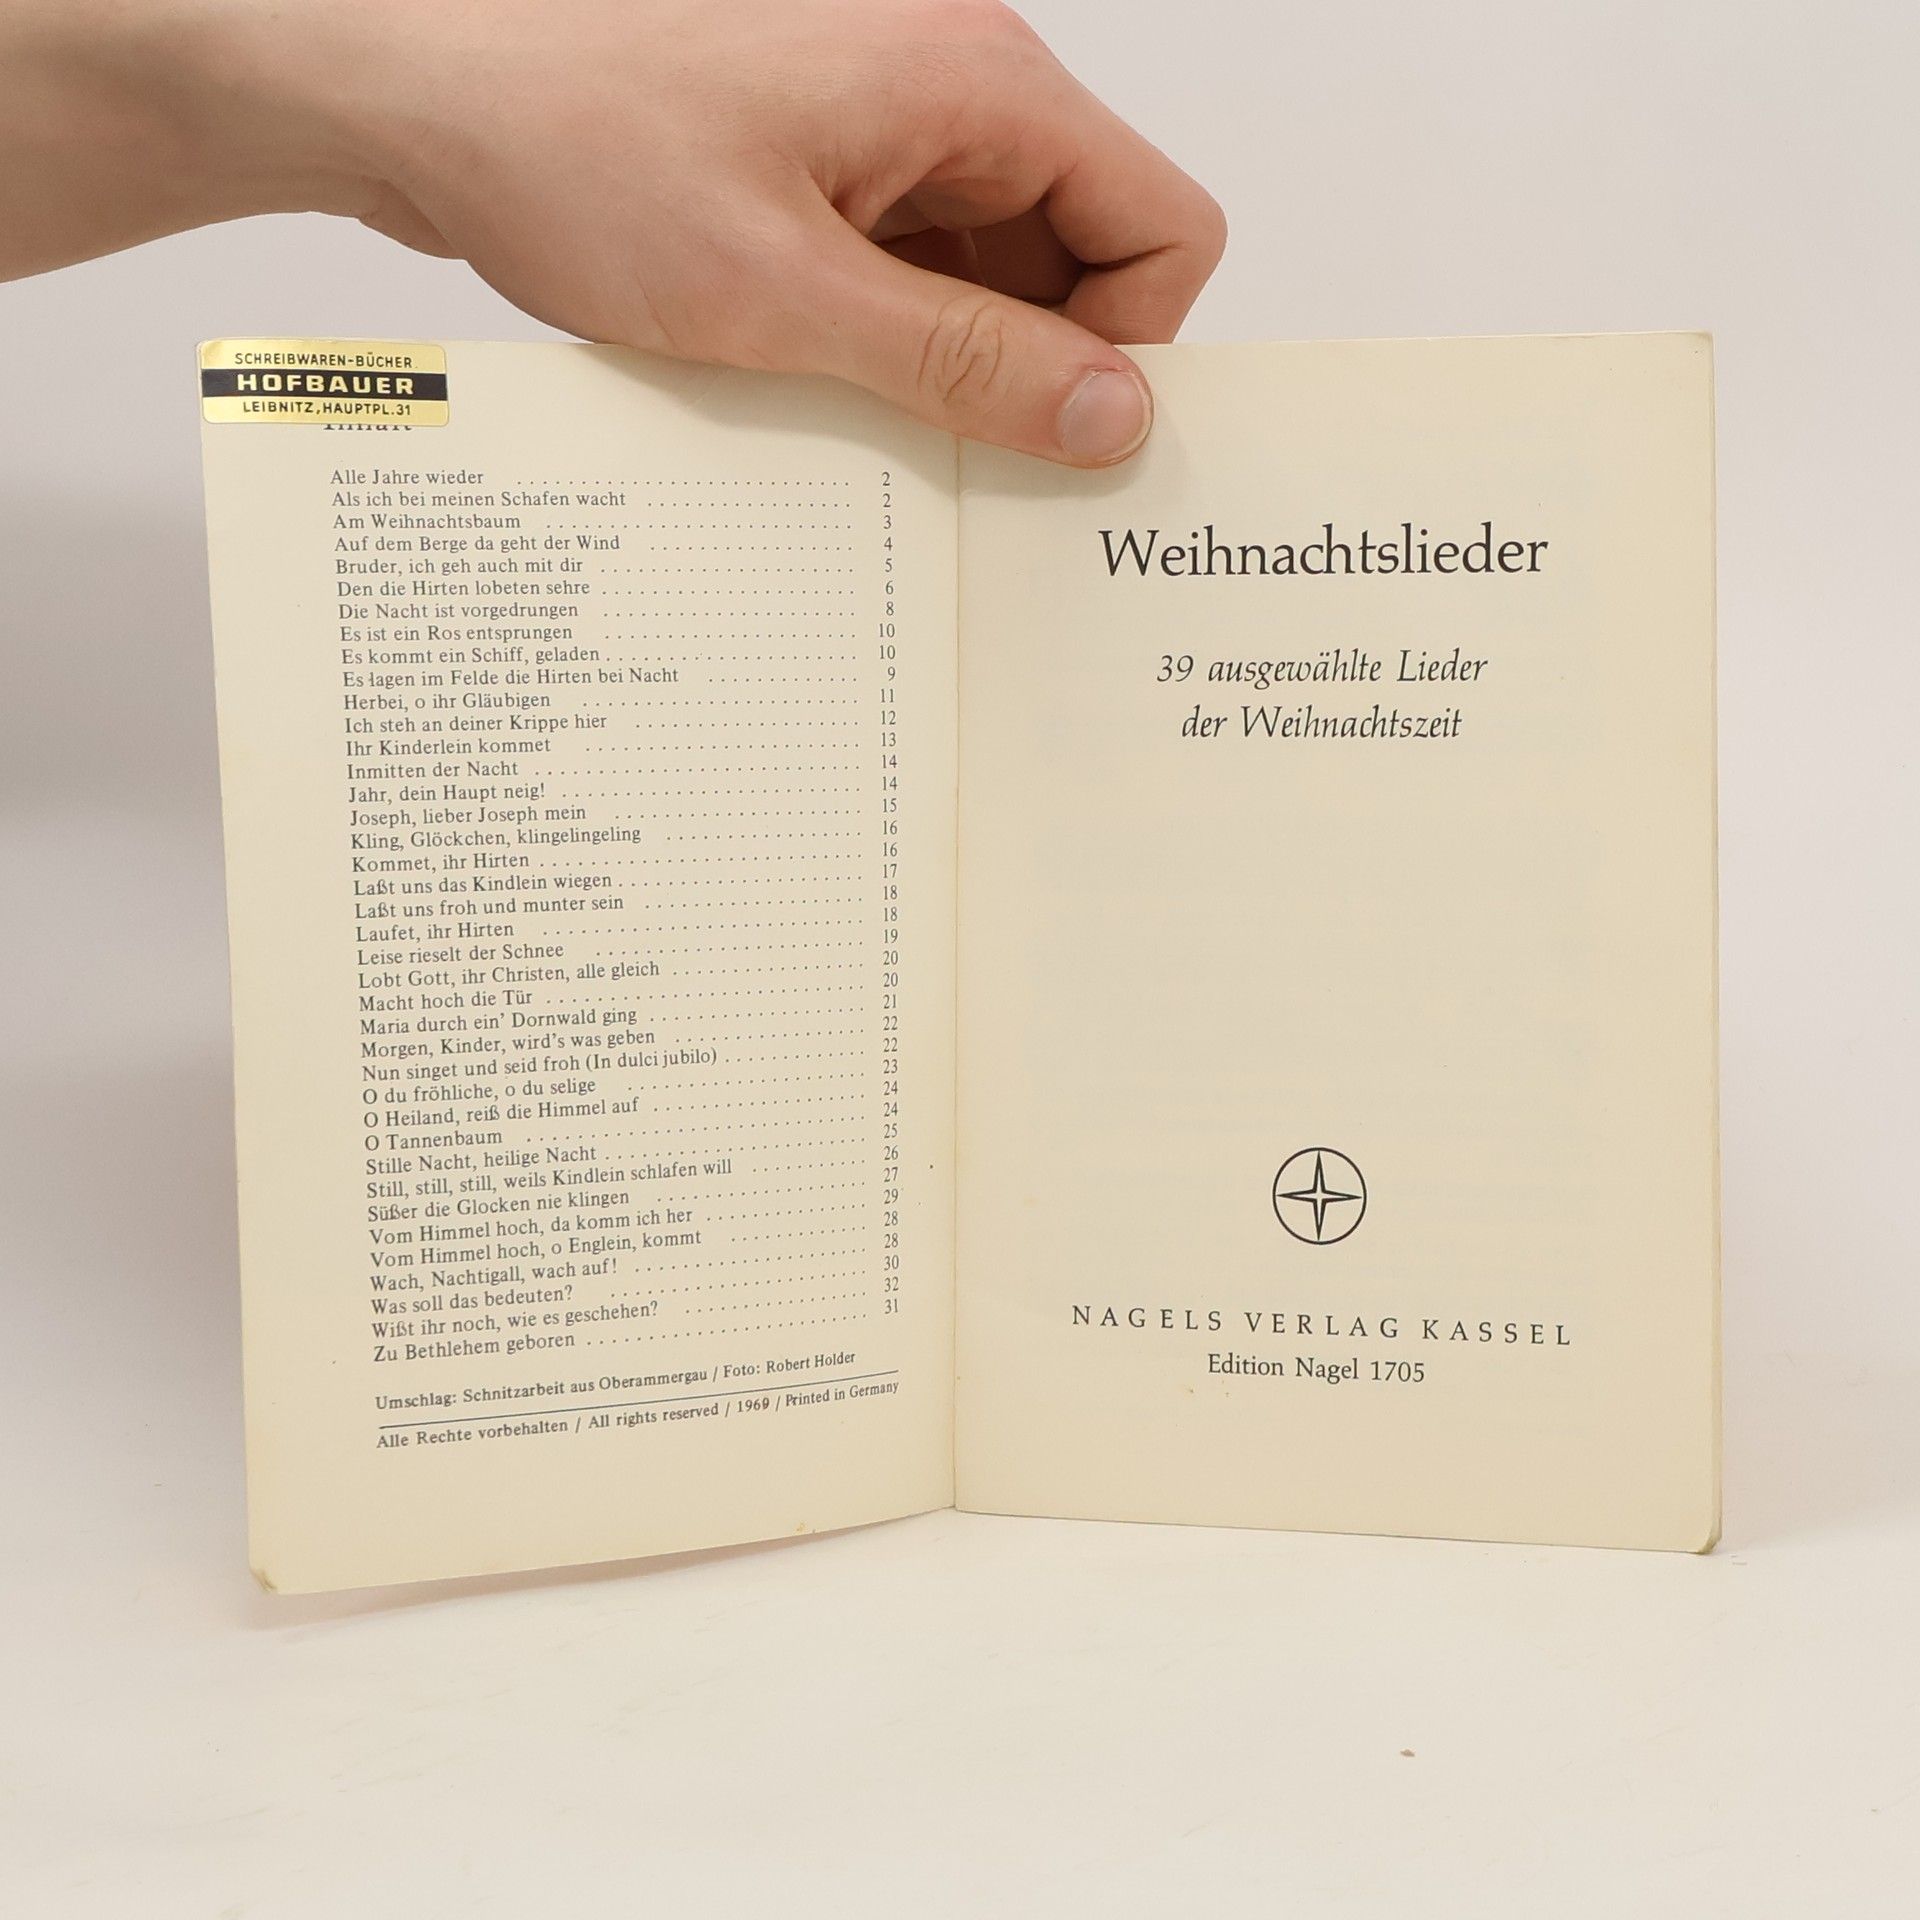 SCHREIBWAREN-BÜCHER
HOFBAUER
LEIBNITZ, HAUPTPL. 31
Alle Jahre wieder . . . . . . . . . . 2
Als ich bei meinen Schafen wacht . . . . . . . . . . 2
Am Weihnachtsbaum . . . . . . . . . . 3
Auf dem Berge da geht der Wind . . . . . . . . . . 4
Bruder, ich geh auch mit dir . . . . . . . . . . 5
Den die Hirten lobeten sehre . . . . . . . . . . 6
Die Nacht ist vorgedrungen . . . . . . . . . . 8
Es ist ein Ros entsprungen . . . . . . . . . . 10
Es kommt ein Schiff, geladen . . . . . . . . . . 10
Es lagen im Felde die Hirten bei Nacht . . . . . . . . . . 9
Herbei, o ihr Gläubigen . . . . . . . . . . 11
Ich steh an deiner Krippe hier . . . . . . . . . . 12
Ihr Kinderlein kommet . . . . . . . . . . 13
Inmitten der Nacht . . . . . . . . . . 14
Jahr, dein Haupt neig! . . . . . . . . . . 14
Joseph, lieber Joseph mein . . . . . . . . . . 15
Kling, Glöckchen, klingelingeling . . . . . . . . . . 16
Kommet, ihr Hirten . . . . . . . . . . 16
Laßt uns das Kindlein wiegen . . . . . . . . . . 17
Laßt uns froh und munter sein . . . . . . . . . . 18
Laufet, ihr Hirten . . . . . . . . . . 18
Leise rieselt der Schnee . . . . . . . . . . 19
Lobt Gott, ihr Christen, alle gleich . . . . . . . . . . 20
Macht hoch die Tür . . . . . . . . . . 20
Maria durch ein' Dornwald ging . . . . . . . . . . 21
Morgen, Kinder, wird's was geben . . . . . . . . . . 22
Nun singet und seid froh (In dulci jubilo) . . . . . . . . . . 22
O du fröhliche, o du selige . . . . . . . . . . 23
O Heiland, reiß die Himmel auf . . . . . . . . . . 24
O Tannenbaum . . . . . . . . . . 24
Stille Nacht, heilige Nacht . . . . . . . . . . 25
Still, still, still, weils Kindlein schlafen will . . . . . . . . . . 26
Süßer die Glocken nie klingen . . . . . . . . . . 27
Vom Himmel hoch, da komm ich her . . . . . . . . . . 29
Vom Himmel hoch, o Englein, kommt . . . . . . . . . . 28
Wach, Nachtigall, wach auf! . . . . . . . . . . 28
Was soll das bedeuten? . . . . . . . . . . 30
Wißt ihr noch, wie es geschehen? . . . . . . . . . . 32
Zu Bethlehem geboren . . . . . . . . . . 31
Umschlag: Schnitzarbeit aus Oberammergau / Foto: Robert Holder
Alle Rechte vorbehalten / All rights reserved / 1969 / Printed in Germany
Weihnachtslieder
39 ausgewählte Lieder
der Weihnachtszeit
NAGELS VERLAG KASSEL
Edition Nagel 1705